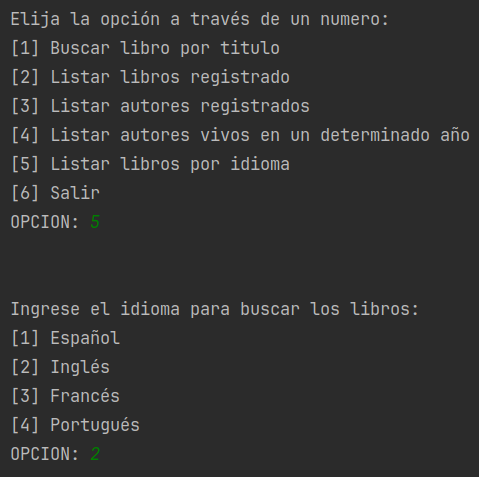 Elija la opción a través de un numero:
[1] Buscar libro por titulo
[2] Listar libros registrado
[3] Listar autores registrados
[4] Listar autores vivos en un determinado año
[5] Listar libros por idioma
[6] Salir
OPCION: 5
Ingrese el idioma para buscar los libros:
[1] Español
[2] Inglés
[3] Francés
[4] Portugués
OPCION: 2